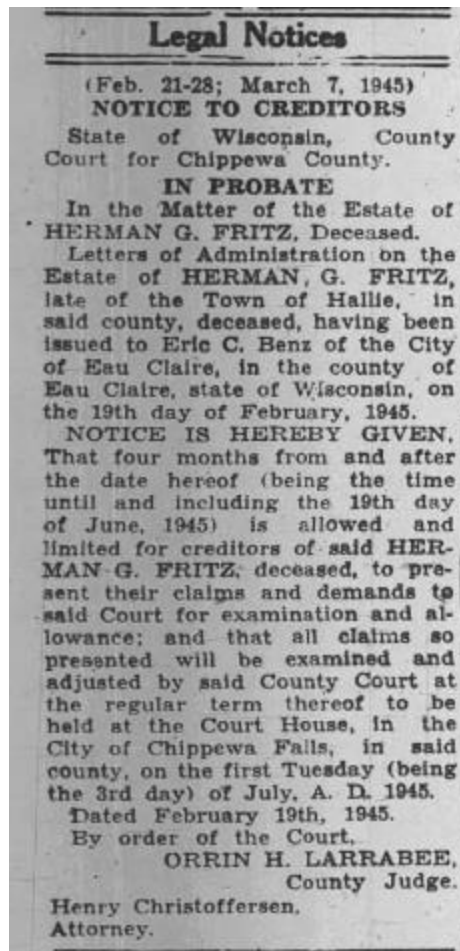 Legal Notices
(Feb. 21-28; March 7, 1945)
NOTICE TO CREDITORS
State of Wisconsin, County
Court for Chippewa County.
IN PROBATE
In the Matter of the Estate of
HERMAN G. FRITZ, Deceased.
Letters of Administration on the
Estate of HERMAN, G. FRITZ,
late of the Town of Hallie, in
said county, deceased, having been
issued to Eric C. Benz of the City
of Eau Claire, in the county of
Eau Claire, state of Wisconsin, on
the 19th day of February, 1945.
NOTICE IS HEREBY GIVEN,
That four months from and after
the date hereof (being the time
until and including the 19th day
of June, 1945) is allowed and
limited for creditors of said HER-
MAN G. FRITZ, deceased, to pre-
sent their claims and demands to
said Court for examination and al-
lowance; and that all claims so
presented will be examined and
adjusted by said County Court at
the regular term thereof to be
held at the Court House, in the
City of Chippewa Falls, in said
county, on the first Tuesday (being
the 3rd day) of July, A. D. 1945.
Dated February 19th, 1945.
By order of the Court,
ORRIN H. LARRABEE,
County Judge.
Henry Christoffersen,
Attorney.